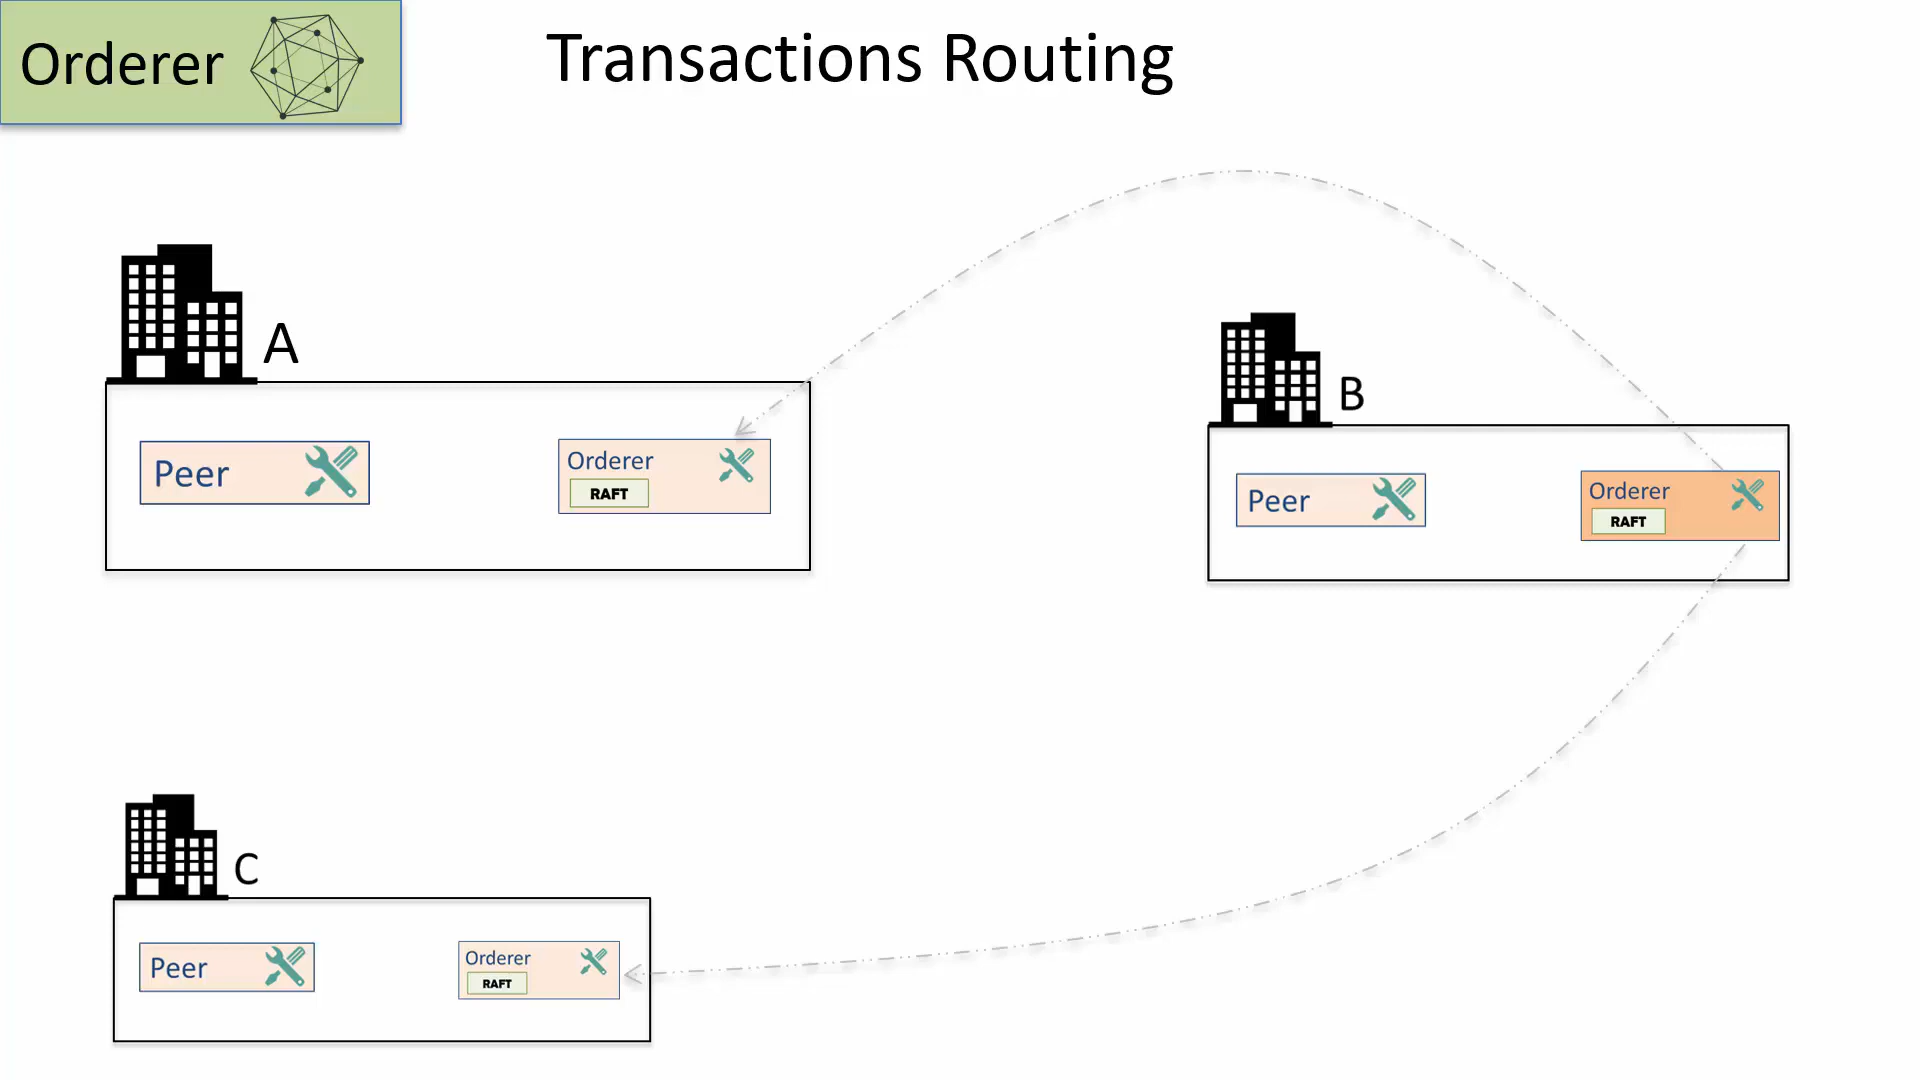 Orderer
Transactions Routing
A
Peer
Orderer
RAFT
B
Peer
Orderer
RAFT
C
Peer
Orderer
RAFT